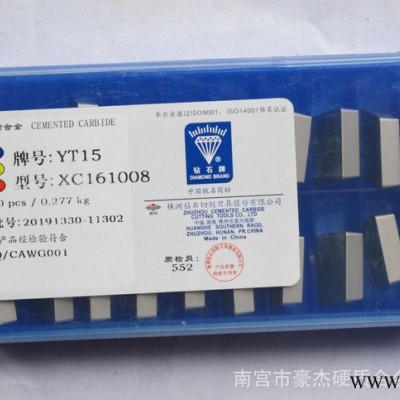 合金 CEMENTED CARBIDE
本企业通过ISO9001、ISO14001体系认证
牌号:YT15
型号:XC161008
0 pcs / 0.277 kg
号:20191330-11302
产品经检验符合
Q/CAWG001
钻石牌
DIAMOND BRAND
中国驰名商标
株洲钻石切削刀具股份有限公司
ZHUZHOU CEMENTED CARBIDE
CUTTING TOOLS CO., LTD
HUANGHE SOUTHERN ROAD,
ZHUZHOU, HUNAN, PR.CHINA
质检员:
552
南宫市豪杰硬质合
www.